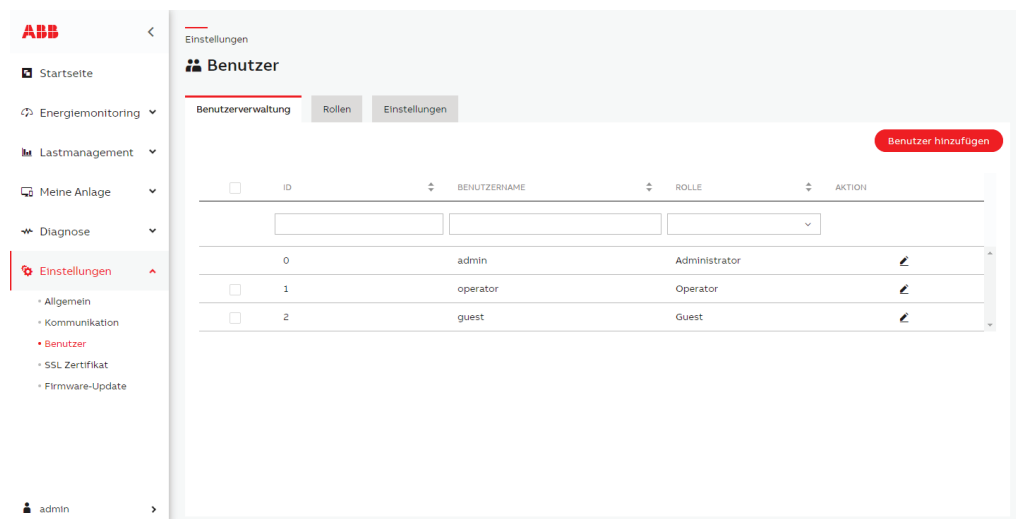 ABB
Startseite
Energiemonitoring
Lastmanagement
Meine Anlage
Diagnose
Einstellungen
Allgemein
Kommunikation
Benutzer
SSL Zertifikat
Firmware-Update
admin
Einstellungen
Benutzer
Benutzerverwaltung Rollen Einstellungen
Benutzer hinzufügen
ID BENUTZERNAME ROLLE AKTION
0 admin Administrator
1 operator Operator
2 guest Guest